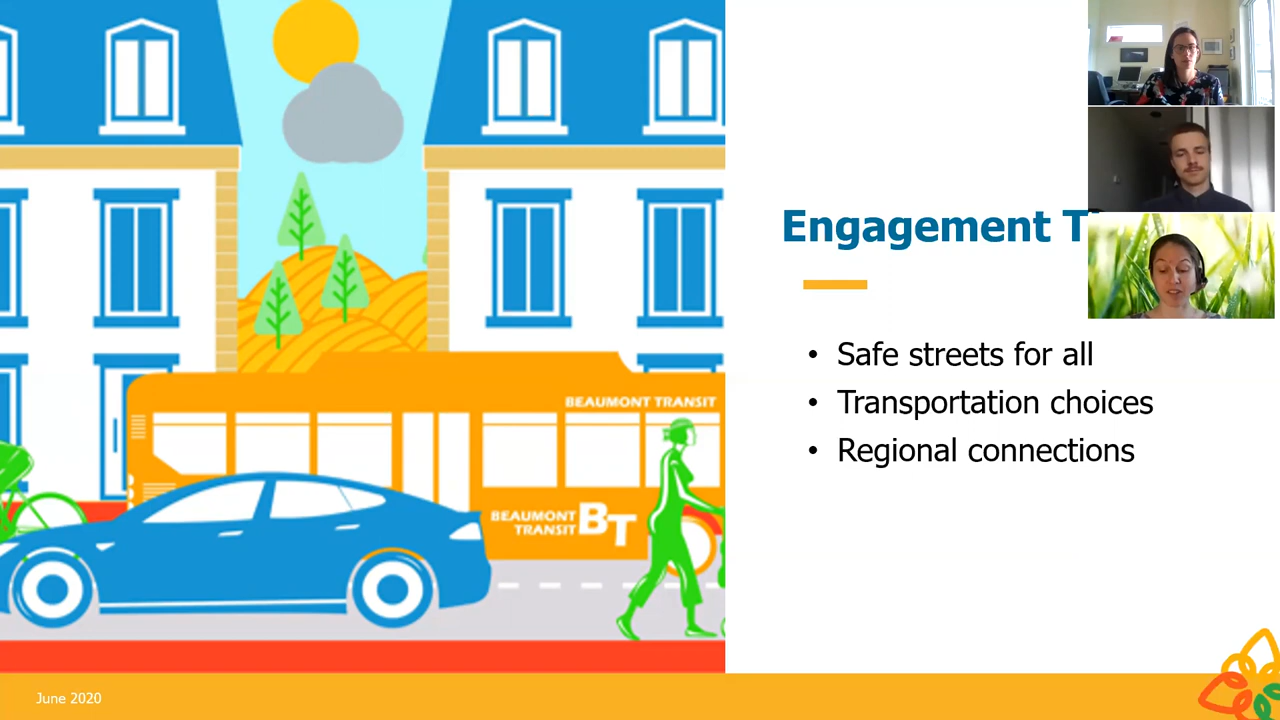 Engagement T
Safe streets for all
Transportation choices
Regional connections
BEAUMONT TRANSIT
BEAUMONT
TRANSIT
BT
June 2020